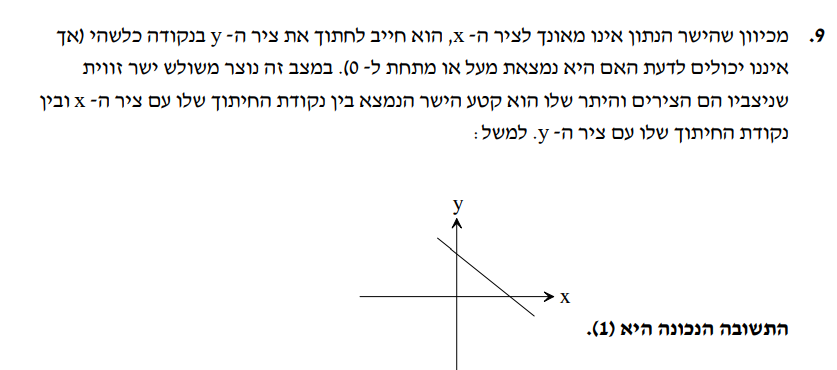 9. מכיוון שהישר הנתון אינו מאונך לציר ה- x, הוא חייב לחתוך את ציר ה- y בנקודה כלשהי (אך
איננו יכולים לדעת האם היא נמצאת מעל או מתחת ל- 0). במצב זה נוצר משולש ישר זווית
שניצביו הם הצירים והיתר שלו הוא קטע הישר הנמצא בין נקודת החיתוך שלו עם ציר ה- x ובין
נקודת החיתוך שלו עם ציר ה- y. למשל:
y
x
התשובה הנכונה היא (1).